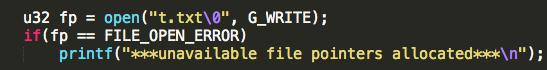 u32 fp = open("t.txt\0", G_WRITE);
if(fp == FILE_OPEN_ERROR)
    printf("***unavailable file pointers allocated***\n");